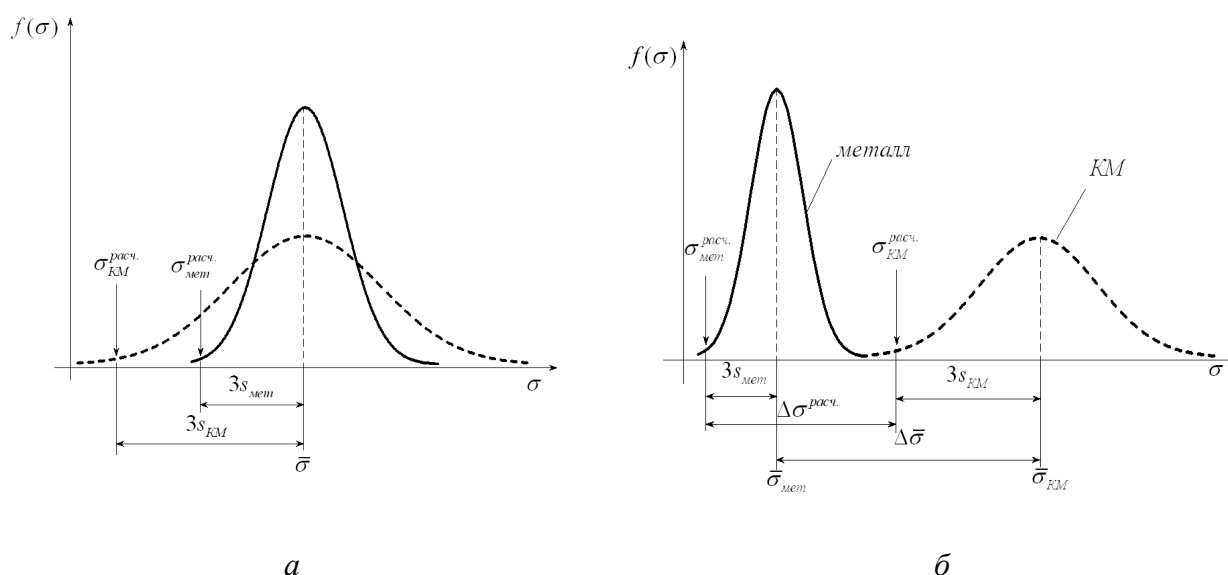 f(σ)
σ_КМ^расч.
σ_мет^расч.
3s_мет
3s_КМ
σ̄
σ
а
f(σ)
металл
КМ
σ_мет^расч.
σ_КМ^расч.
3s_мет
3s_КМ
σ
Δσ^расч.
Δσ̄
σ̄_мет
σ̄_КМ
б